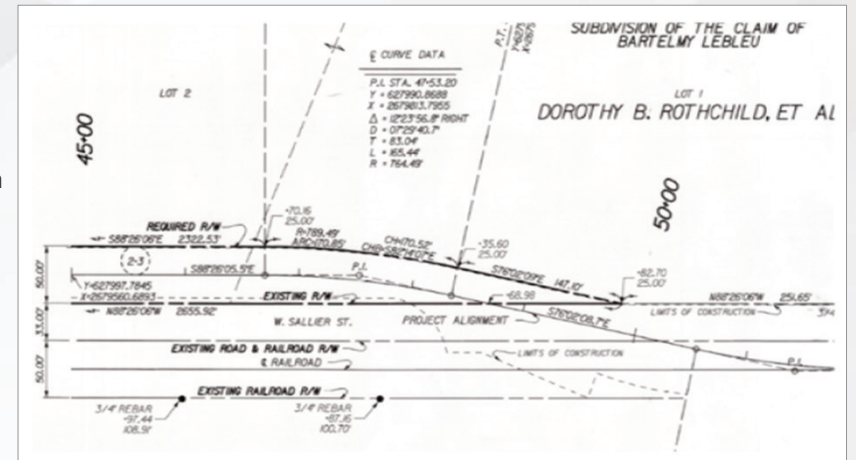 SUBDIVISION OF THE CLAIM OF
BARTELMY LEBLEU
P.T.
℄ CURVE DATA
P.I. STA. 47+53.20
Y = 627990.8688
X = 2679813.7955
Δ = 12°23'56.8" RIGHT
D = 07°29'40.7"
T = 83.04'
L = 165.44'
R = 764.49'
LOT 2
LOT 1
DOROTHY B. ROTHCHILD, ET AL
45+00
50+00
REQUIRED R/W
S88°26'06"E 2322.53'
-70.16
25.00'
R=789.49'
ARC=170.85'
CH=170.52'
-35.60
25.00'
2-3
S88°26'05.5"E
P.I.
S76°02'09"E 147.10'
-82.70
25.00'
50.00'
Y=627997.7845
X=2679560.6893
EXISTING R/W
-68.98
N88°26'06"W 251.65'
LIMITS OF CONSTRUCTION
N88°26'06"W 2655.92'
33.00'
W. SALLIER ST.
PROJECT ALIGNMENT
S76°02'08.7"E
EXISTING ROAD & RAILROAD R/W
LIMITS OF CONSTRUCTION
℄ RAILROAD
P.I.
50.00'
EXISTING RAILROAD R/W
3/4" REBAR
-97.44
108.91'
3/4" REBAR
-87.16
100.70'